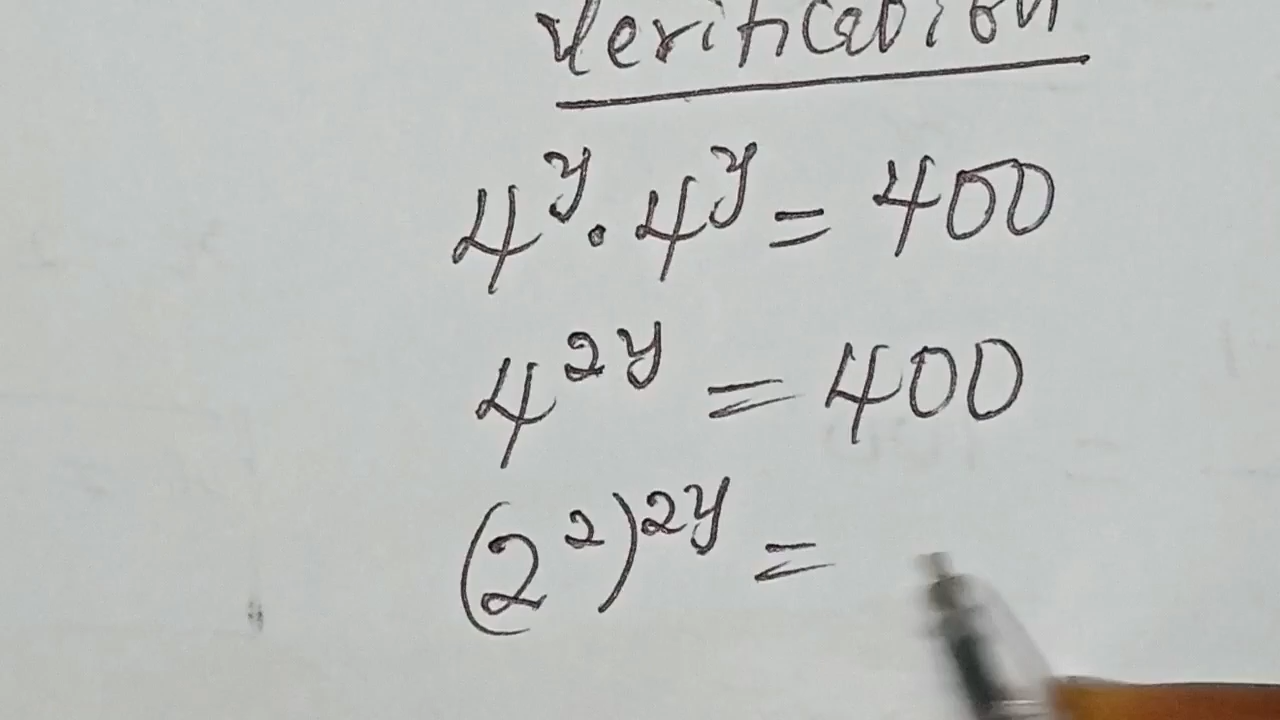 Verification
4^y · 4^y = 400
4^2y = 400
(2^2)^2y =